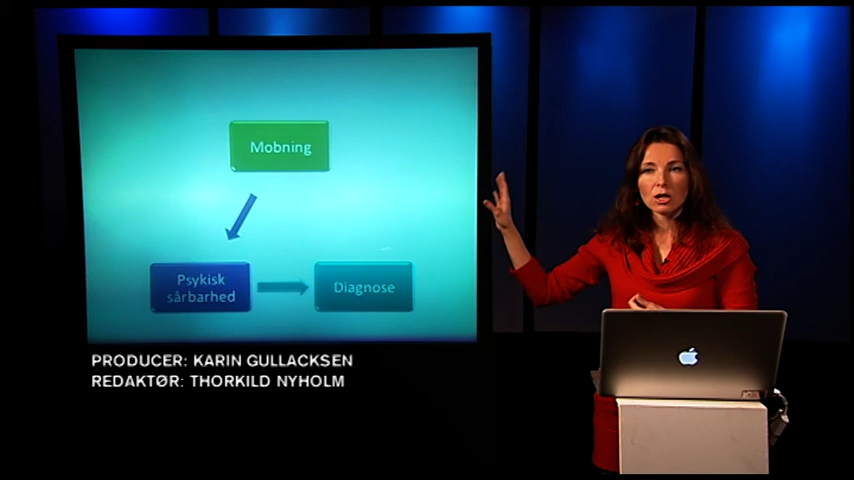 Mobning
Psykisk
sårbarhed
Diagnose
PRODUCER: KARIN GULLACKSEN
REDAKTØR: THORKILD NYHOLM